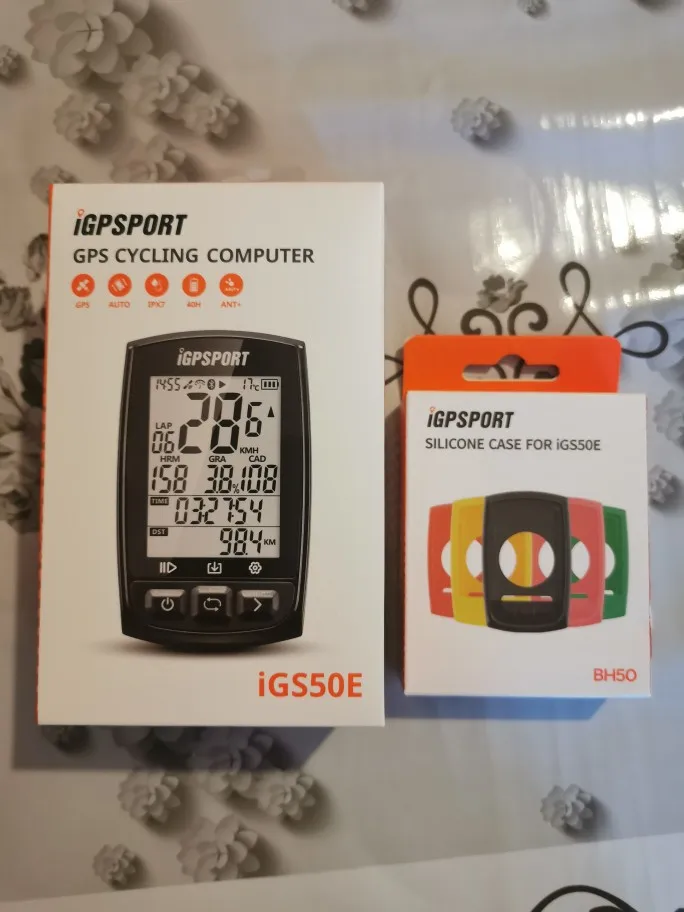 iGPSPORT
GPS CYCLING COMPUTER
GPS AUTO IPX7 40H ANT+
iGPSPORT
1455 17°C
28.6
LAP
06 KMH
HRM GRA CAD
158 3.8% 108
TIME 03:27:54
DST 98.4 KM
iGS50E
iGPSPORT
SILICONE CASE FOR iGS50E
BH50